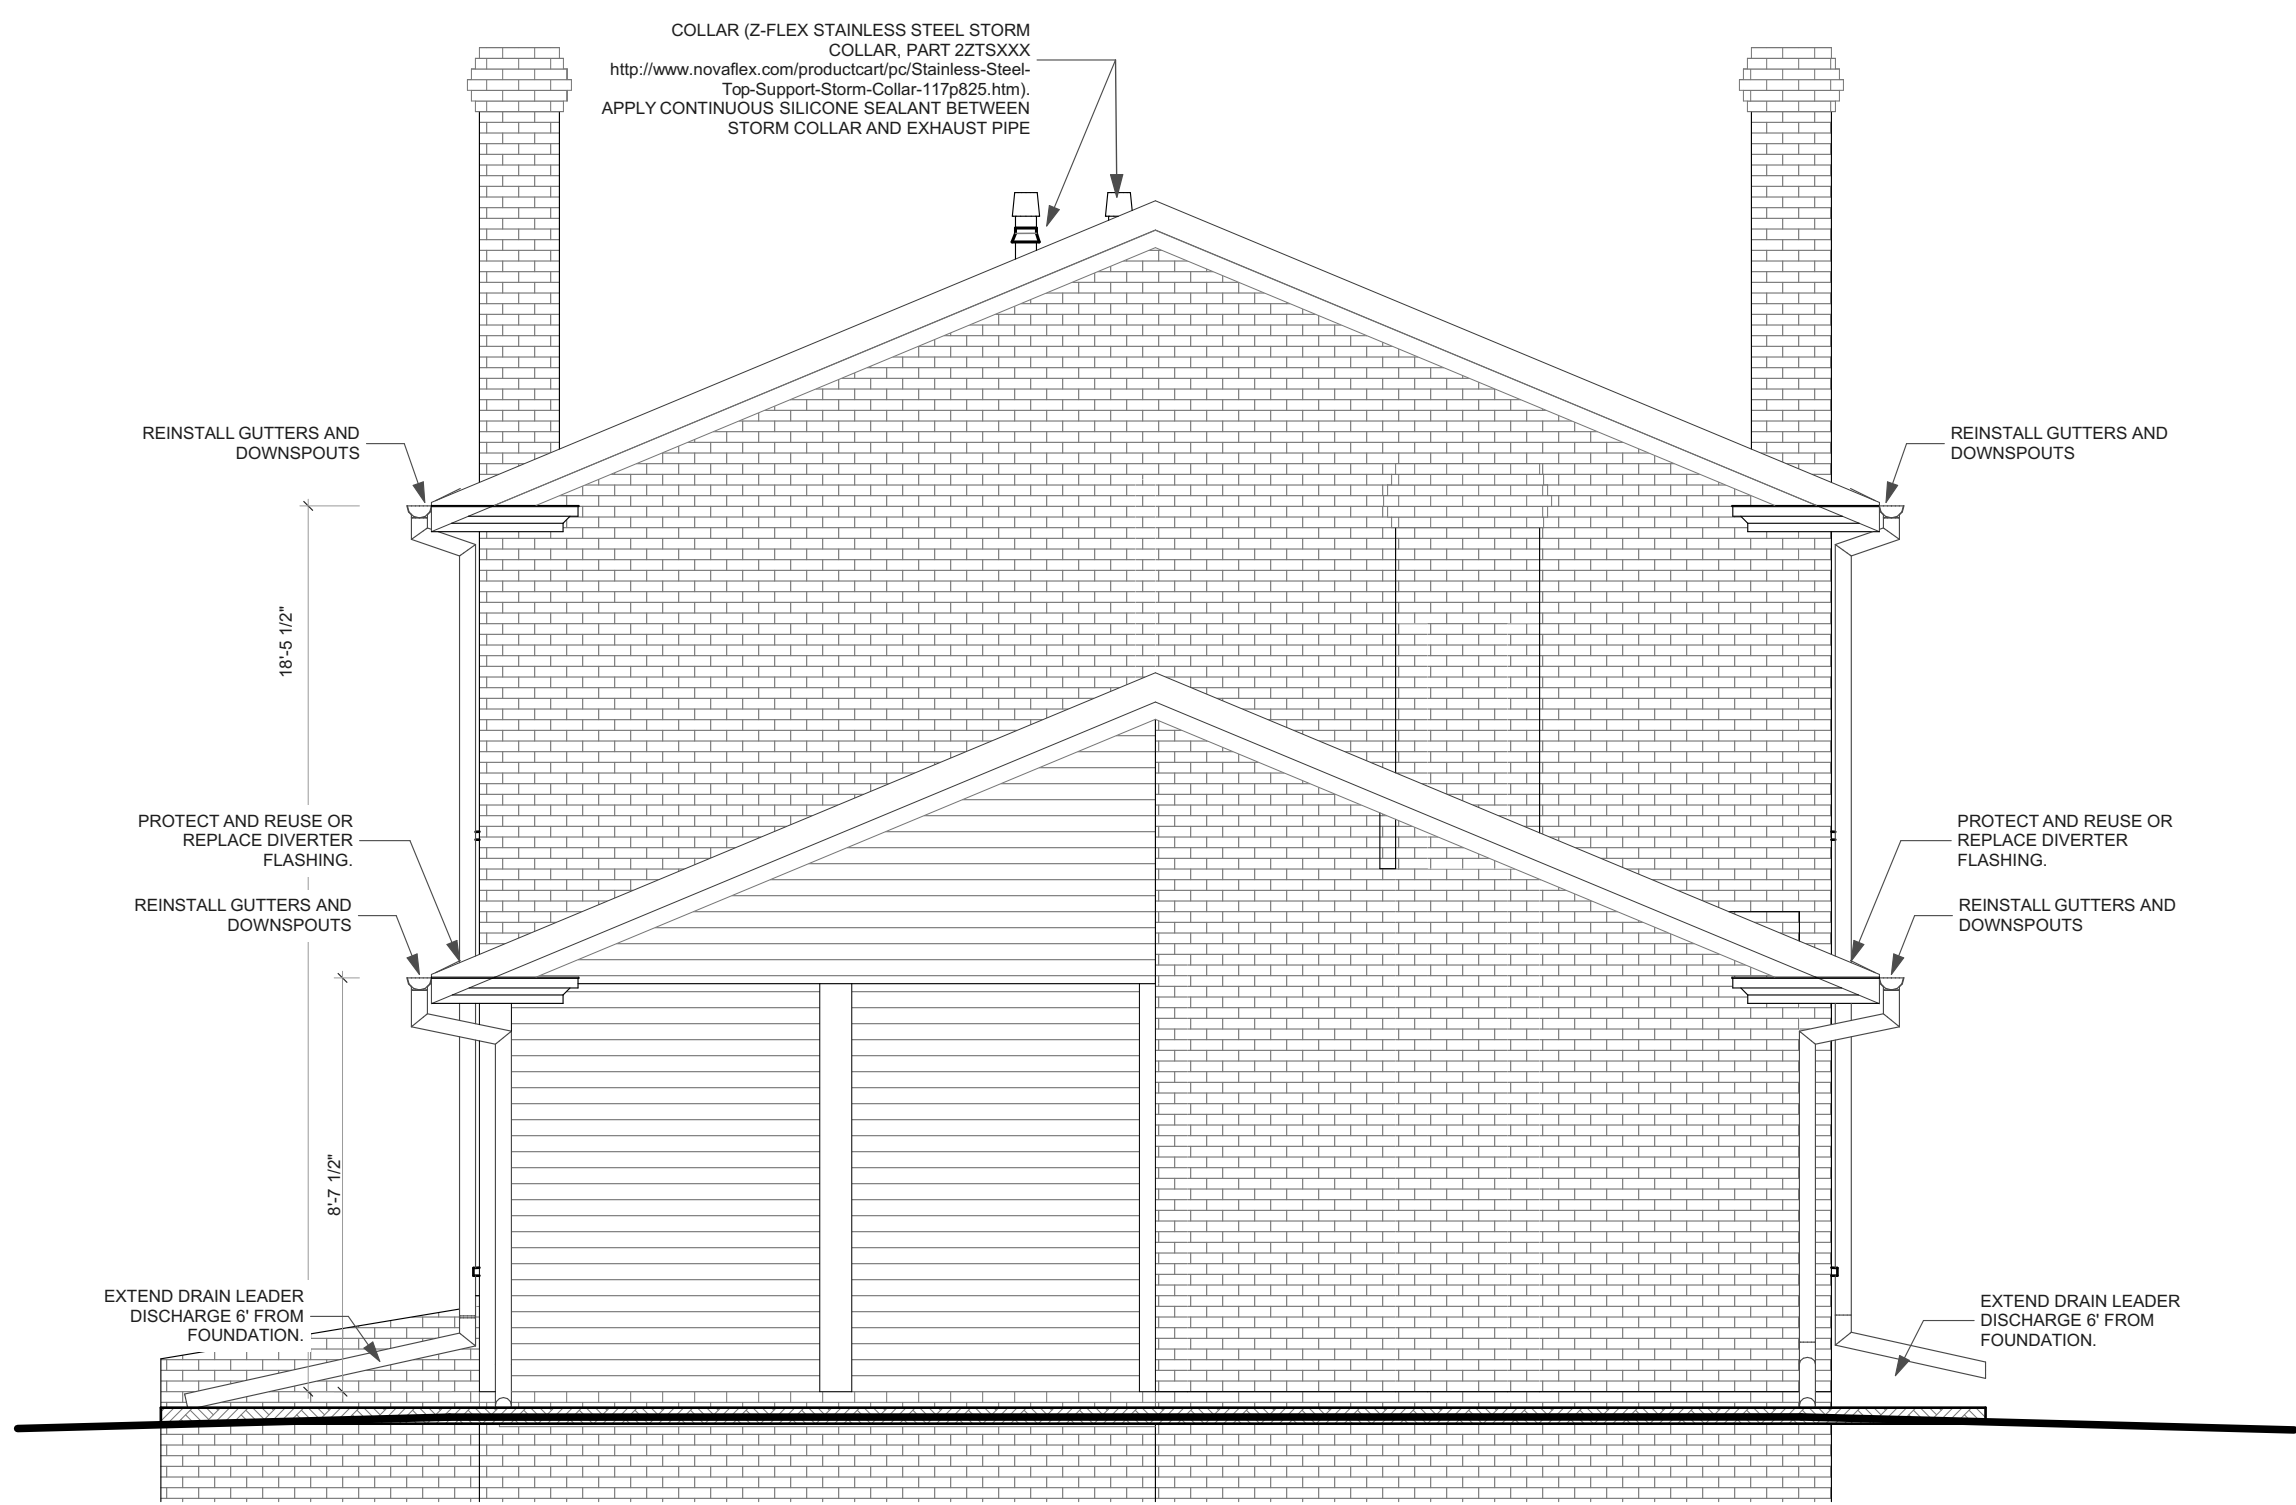 COLLAR (Z-FLEX STAINLESS STEEL STORM
COLLAR, PART 2ZTSXXX
http://www.novaflex.com/productcart/pc/Stainless-Steel-
Top-Support-Storm-Collar-117p825.htm).
APPLY CONTINUOUS SILICONE SEALANT BETWEEN
STORM COLLAR AND EXHAUST PIPE
REINSTALL GUTTERS AND
DOWNSPOUTS
REINSTALL GUTTERS AND
DOWNSPOUTS
18'-5 1/2"
PROTECT AND REUSE OR
REPLACE DIVERTER
FLASHING.
PROTECT AND REUSE OR
REPLACE DIVERTER
FLASHING.
REINSTALL GUTTERS AND
DOWNSPOUTS
REINSTALL GUTTERS AND
DOWNSPOUTS
8'-7 1/2"
EXTEND DRAIN LEADER
DISCHARGE 6' FROM
FOUNDATION.
EXTEND DRAIN LEADER
DISCHARGE 6' FROM
FOUNDATION.